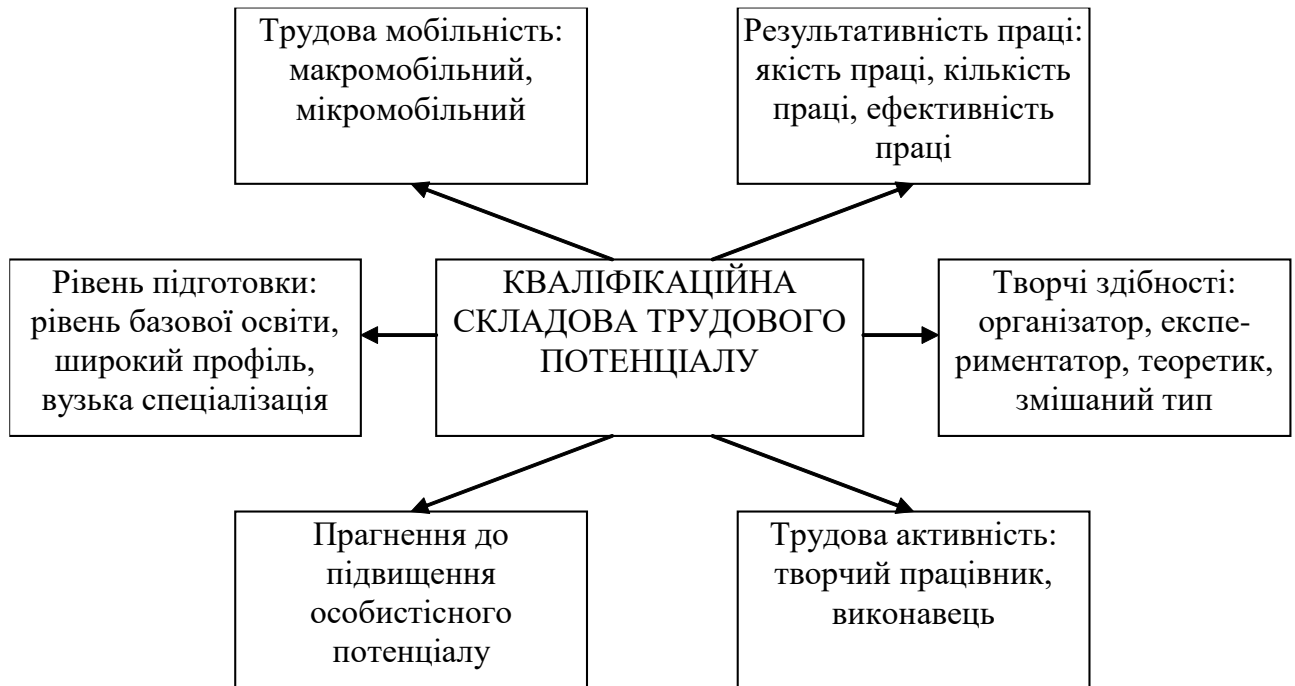 Трудова мобільність:
макромобільний,
мікромобільний
Результативність праці:
якість праці, кількість
праці, ефективність
праці
Рівень підготовки:
рівень базової освіти,
широкий профіль,
вузька спеціалізація
КВАЛІФІКАЦІЙНА
СКЛАДОВА ТРУДОВОГО
ПОТЕНЦІАЛУ
Творчі здібності:
організатор, експе-
риментатор, теоретик,
змішаний тип
Прагнення до
підвищення
особистісного
потенціалу
Трудова активність:
творчий працівник,
виконавець